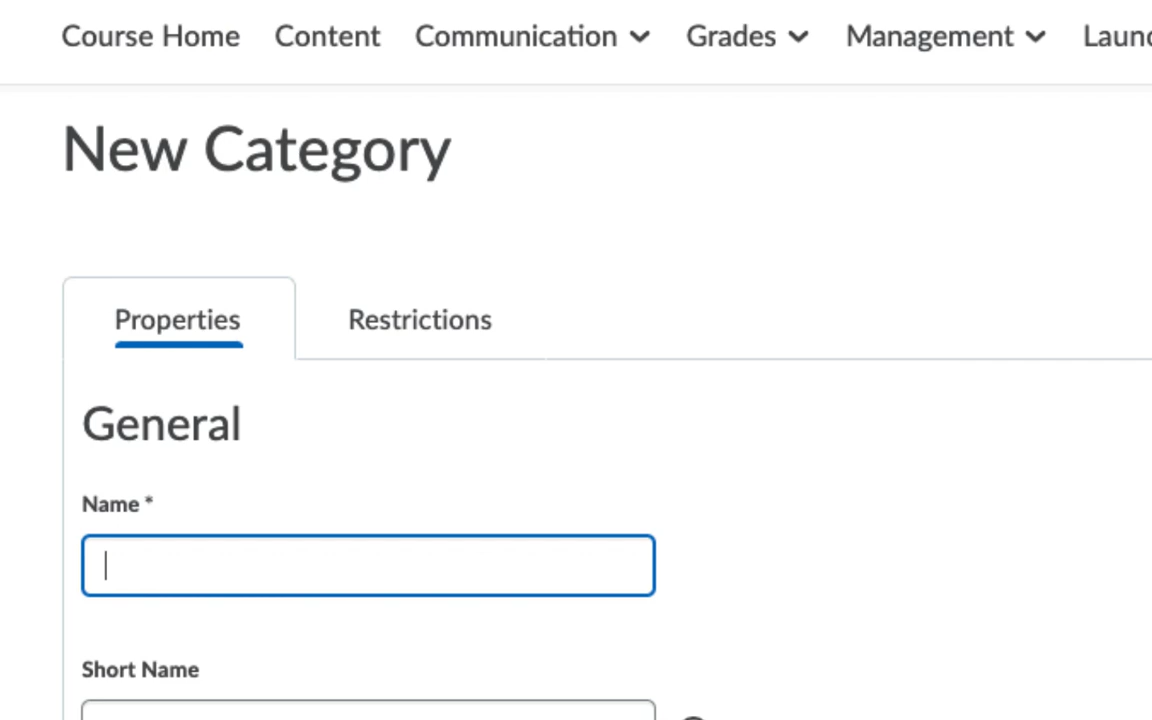 Course Home Content Communication Grades Management
New Category
Properties Restrictions
General
Name *
Short Name